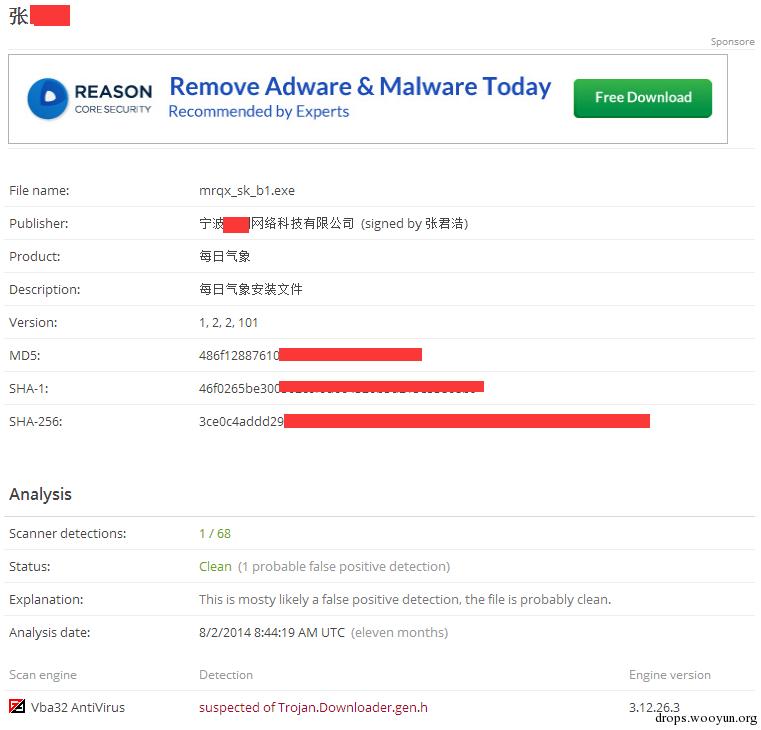 张
Sponsore
REASON
CORE SECURITY
Remove Adware & Malware Today
Recommended by Experts
Free Download
File name: mrqx_sk_b1.exe
Publisher: 宁波 网络科技有限公司 (signed by 张君浩)
Product: 每日气象
Description: 每日气象安装文件
Version: 1, 2, 2, 101
MD5: 486f12887610
SHA-1: 46f0265be300
SHA-256: 3ce0c4addd29
Analysis
Scanner detections: 1 / 68
Status: Clean (1 probable false positive detection)
Explanation: This is mosty likely a false positive detection, the file is probably clean.
Analysis date: 8/2/2014 8:44:19 AM UTC (eleven months)
Scan engine Detection Engine version
Vba32 AntiVirus suspected of Trojan.Downloader.gen.h 3.12.26.3
drops.wooyun.org